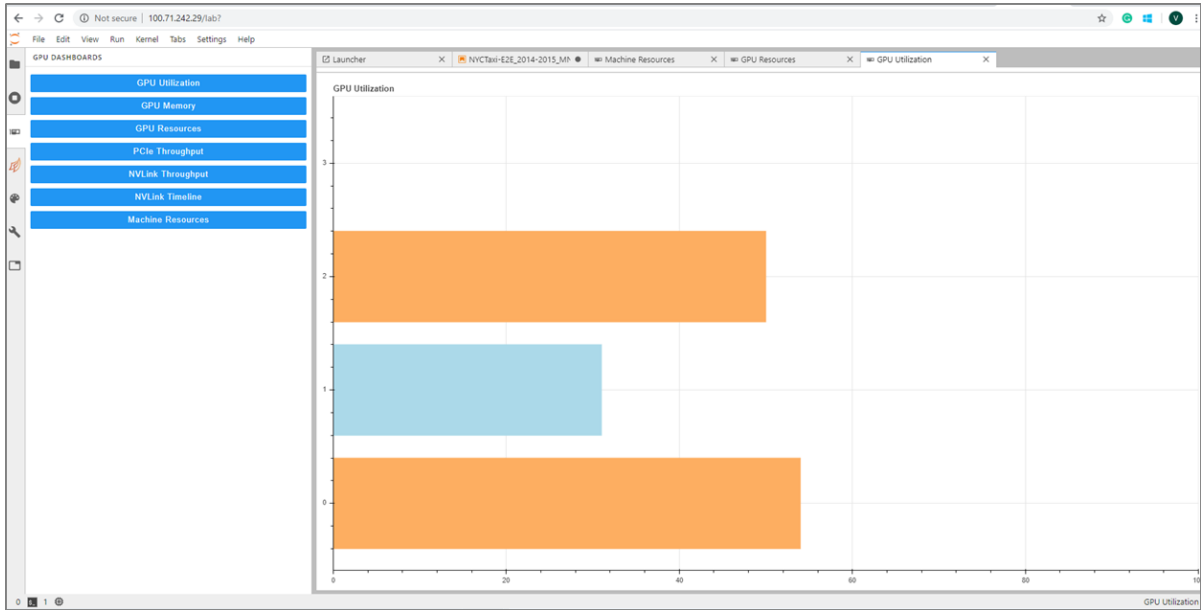 Not secure | 100.71.242.29/lab?
V
File Edit View Run Kernel Tabs Settings Help
GPU DASHBOARDS
GPU Utilization
GPU Memory
GPU Resources
PCIe Throughput
NVLink Throughput
NVLink Timeline
Machine Resources
Launcher NYCTaxi-E2E_2014-2015_MN Machine Resources GPU Resources GPU Utilization
GPU Utilization
3
2
1
0
0 20 40 60 80 10
0 1 GPU Utilization